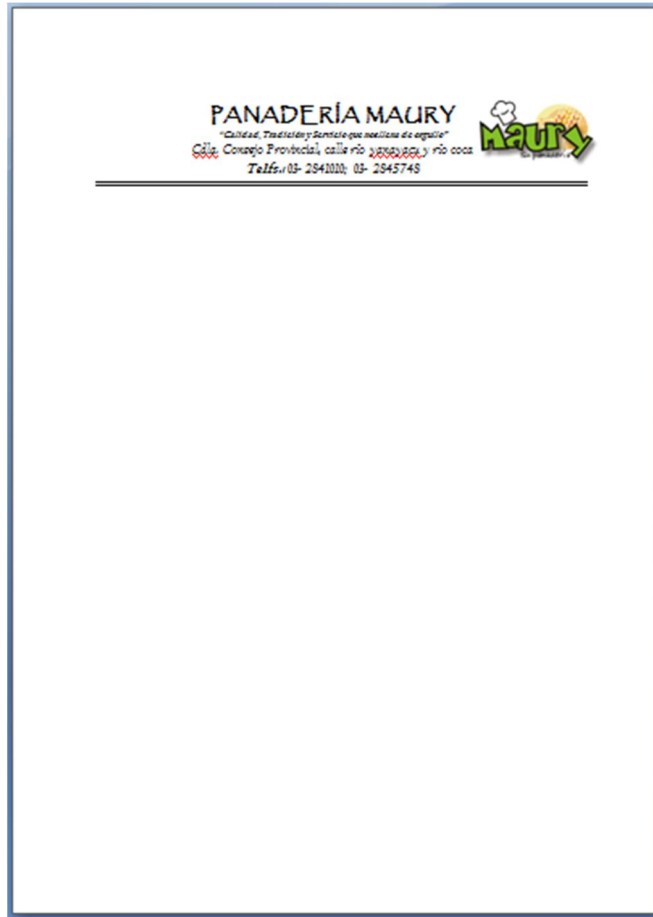 PANADERÍA MAURY
"Calidad, Tradición y Servicio que nos llena de orgullo"
Cdla. Consejo Provincial, calle río yanayacu y río coca
Telfs.: 03- 2841010; 03- 2845748
Maury